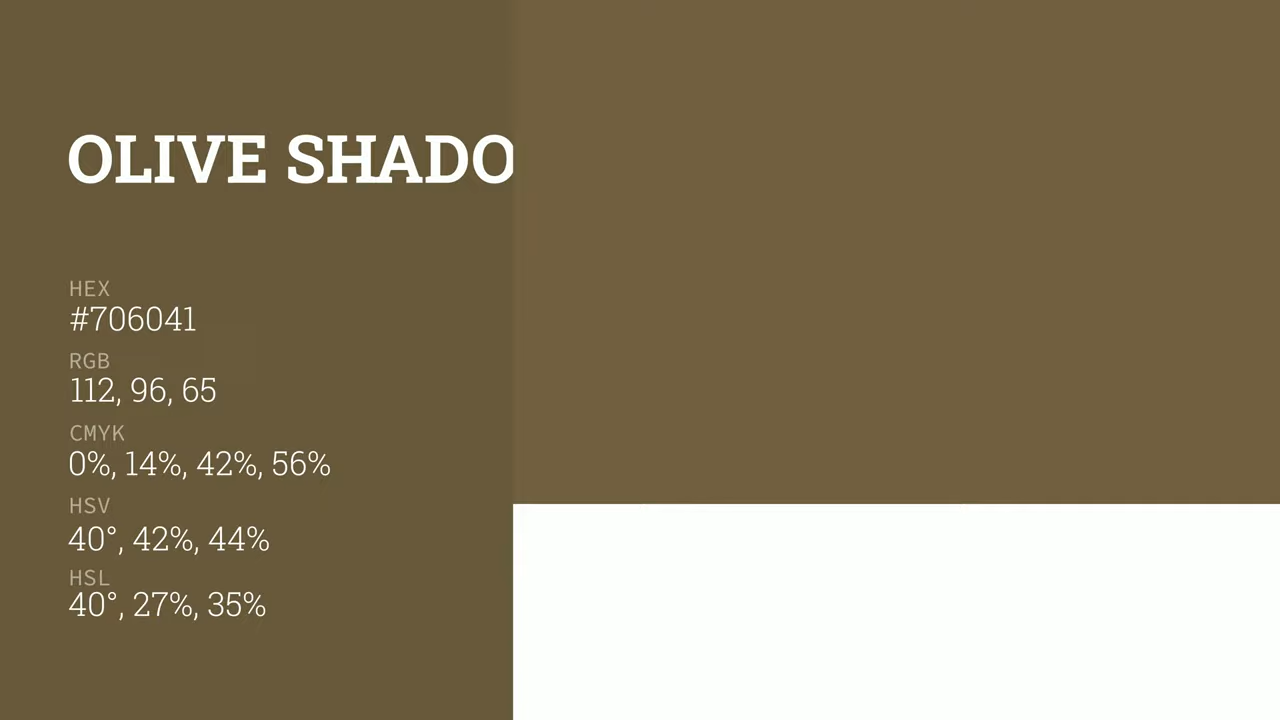 OLIVE SHADO
HEX
#706041
RGB
112, 96, 65
CMYK
0%, 14%, 42%, 56%
HSV
40°, 42%, 44%
HSL
40°, 27%, 35%